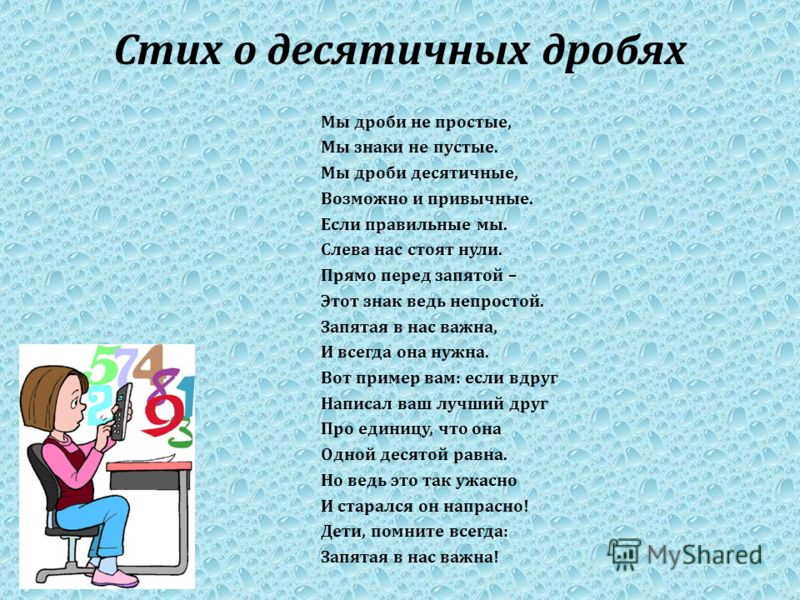 Стих о десятичных дробях
Мы дроби не простые,
Мы знаки не пустые.
Мы дроби десятичные,
Возможно и привычные.
Если правильные мы.
Слева нас стоят нули.
Прямо перед запятой –
Этот знак ведь непростой.
Запятая в нас важна,
И всегда она нужна.
Вот пример вам: если вдруг
Написал ваш лучший друг
Про единицу, что она
Одной десятой равна.
Но ведь это так ужасно
И старался он напрасно!
Дети, помните всегда:
Запятая в нас важна!
5 7 4 8 1 2 9 3
MyShared